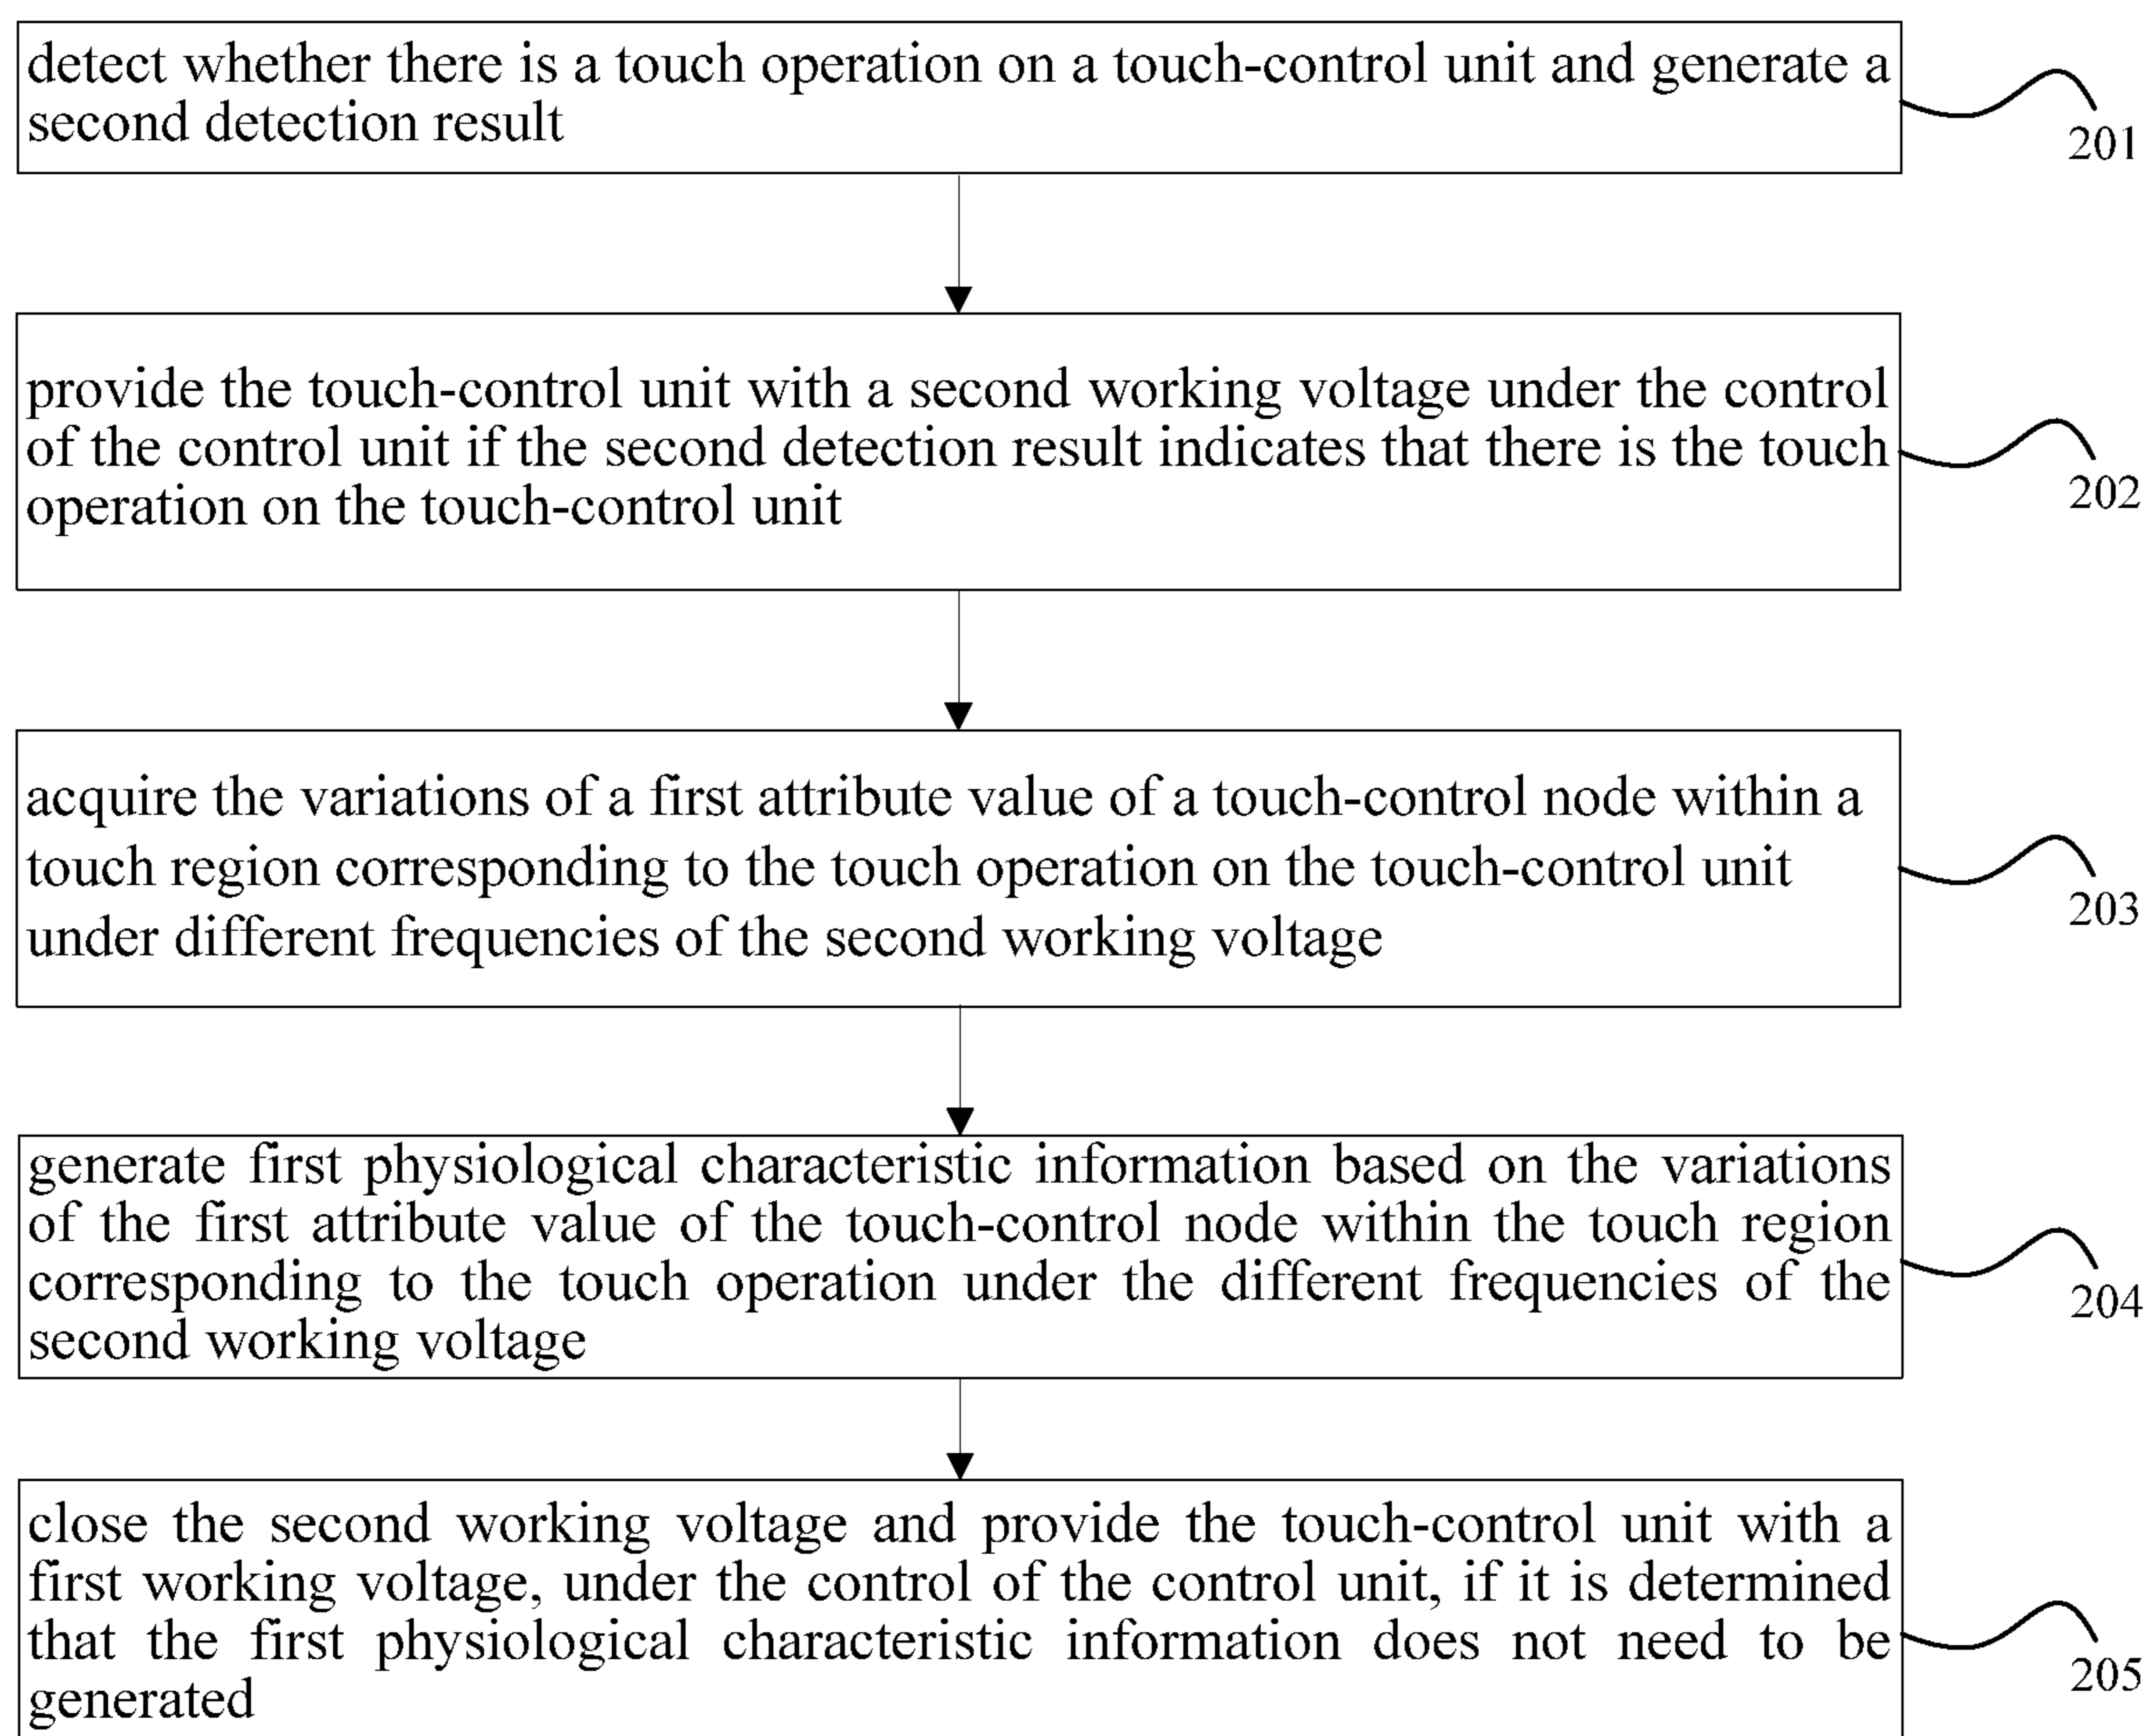 detect whether there is a touch operation on a touch-control unit and generate a
second detection result
201
provide the touch-control unit with a second working voltage under the control
of the control unit if the second detection result indicates that there is the touch
operation on the touch-control unit
202
acquire the variations of a first attribute value of a touch-control node within a
touch region corresponding to the touch operation on the touch-control unit
under different frequencies of the second working voltage
203
generate first physiological characteristic information based on the variations
of the first attribute value of the touch-control node within the touch region
corresponding to the touch operation under the different frequencies of the
second working voltage
204
close the second working voltage and provide the touch-control unit with a
first working voltage, under the control of the control unit, if it is determined
that the first physiological characteristic information does not need to be
generated
205